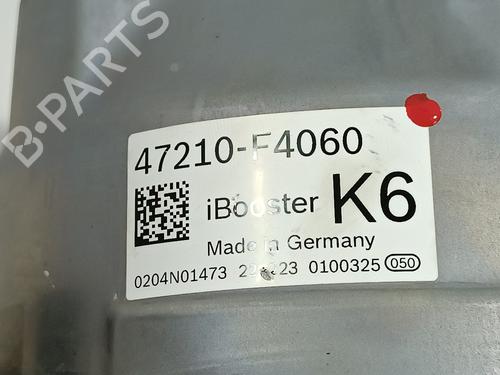 B-PARTS
47210-F4060
iBooster K6
Made in Germany
0204N01473 0100325 050